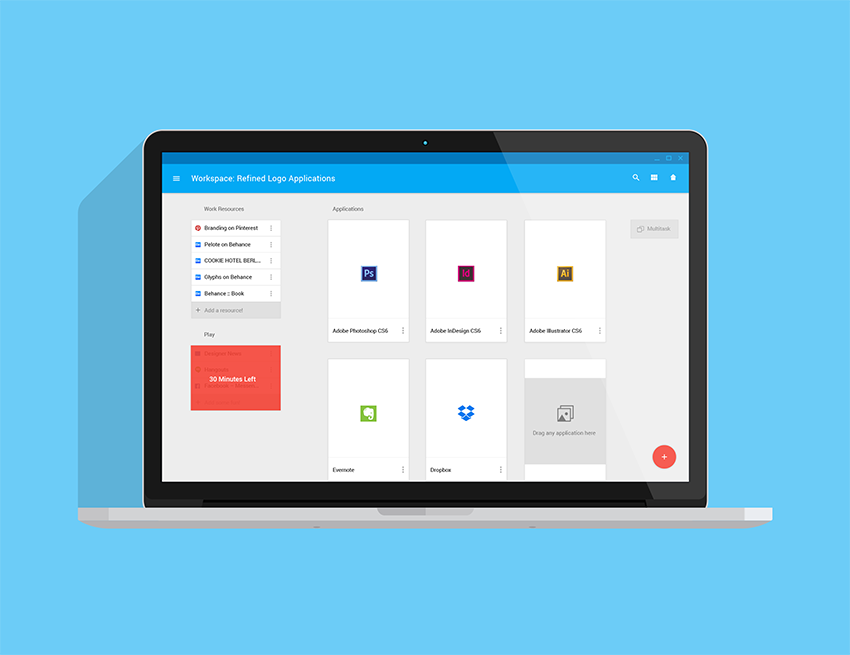 Workspace: Refined Logo Applications
Work Resources
Branding on Pinterest
Pelote on Behance
COOKIE HOTEL BERL...
Glyphs on Behance
Behance :: Book
+ Add a resource!
Play
30 Minutes Left
Applications
Ps
Adobe Photoshop CS6
Id
Adobe InDesign CS6
Ai
Adobe Illustrator CS6
Multitask
Evernote
Dropbox
Drag any application here
+